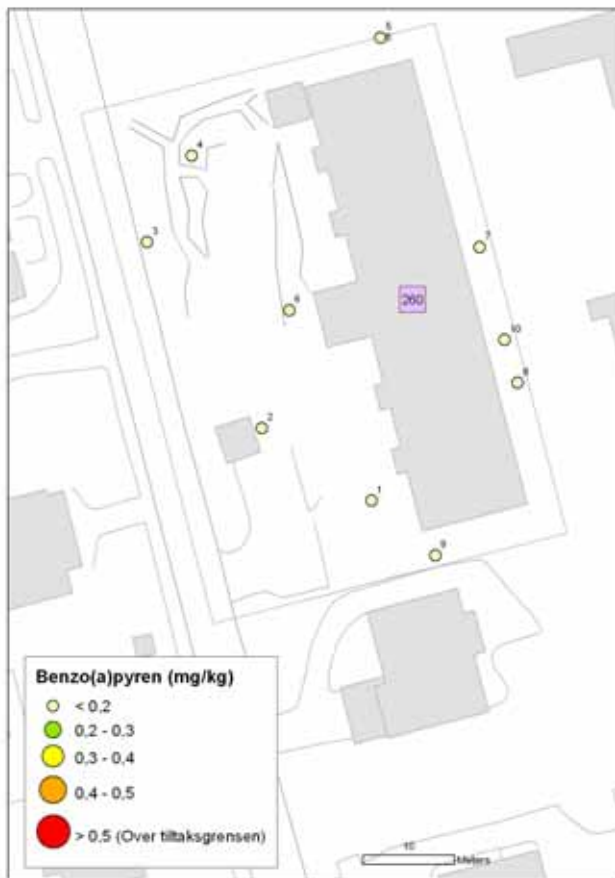 5
4
3
7
260
6
10
8
2
1
9
Benzo(a)pyren (mg/kg)
< 0,2
0,2 - 0,3
0,3 - 0,4
0,4 - 0,5
> 0,5 (Over tiltaksgrensen)
10
Meters